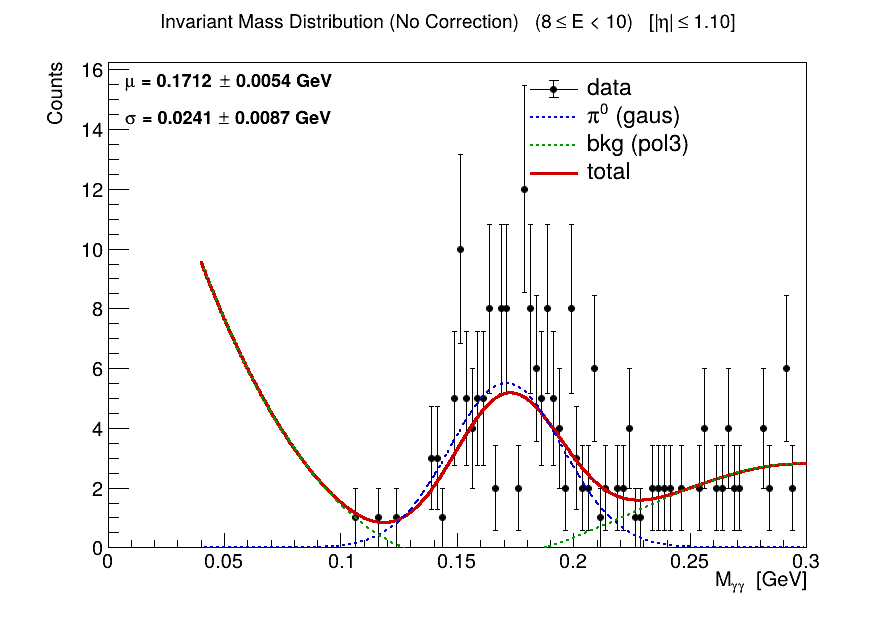 Invariant Mass Distribution (No Correction) (8 ≤ E < 10) [|η| ≤ 1.10]
Counts
μ = 0.1712 ± 0.0054 GeV
σ = 0.0241 ± 0.0087 GeV
data
π⁰ (gaus)
bkg (pol3)
total
16
14
12
10
8
6
4
2
0
0 0.05 0.1 0.15 0.2 0.25 0.3
Mγγ [GeV]